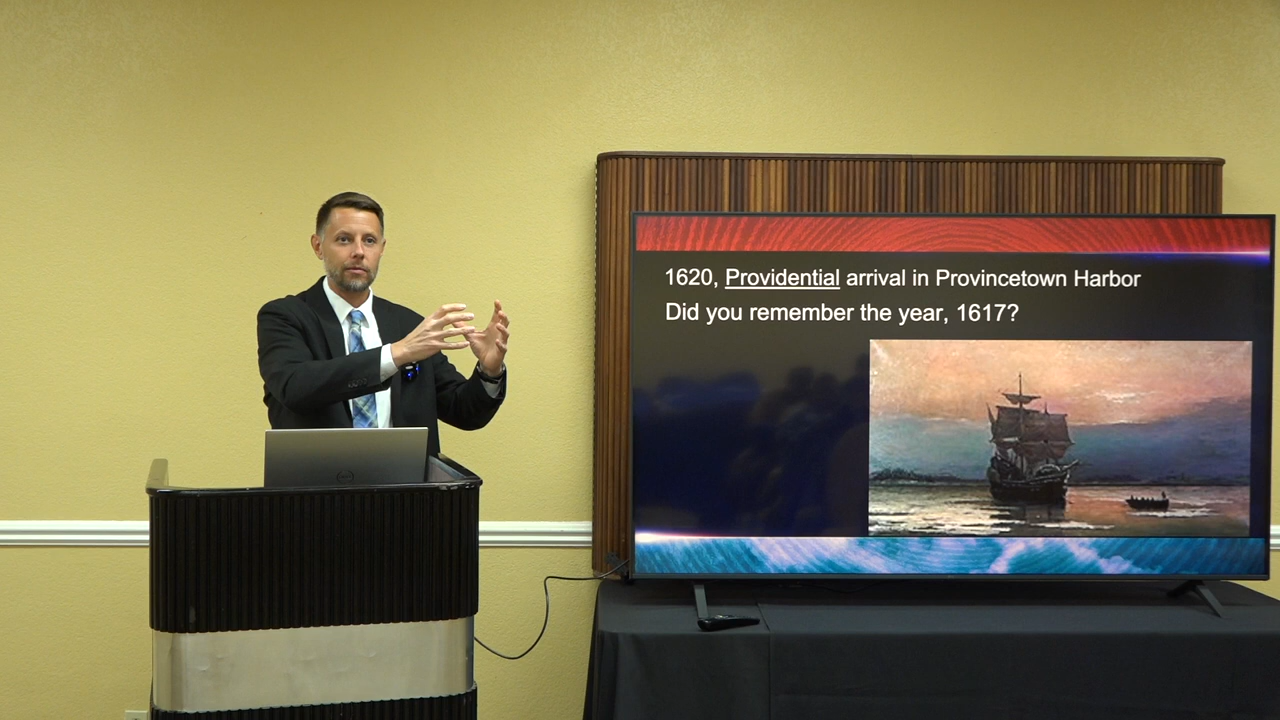 1620, Providential arrival in Provincetown Harbor
Did you remember the year, 1617?